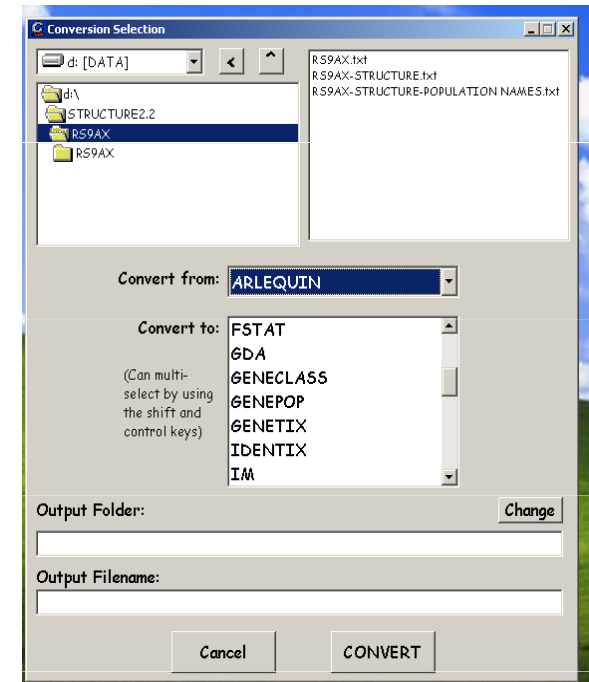 Conversion Selection
d: [DATA]
<
^
d:\
STRUCTURE2.2
RS9AX
RS9AX
RS9AX.txt
RS9AX-STRUCTURE.txt
RS9AX-STRUCTURE-POPULATION NAMES.txt
Convert from:
ARLEQUIN
Convert to:
(Can multi-
select by using
the shift and
control keys)
FSTAT
GDA
GENECLASS
GENEPOP
GENETIX
IDENTIX
IM
Output Folder:
Change
Output Filename:
Cancel
CONVERT